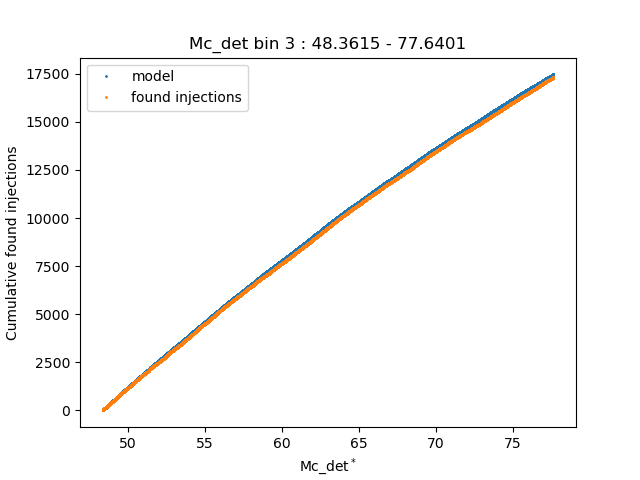 Mc_det bin 3 : 48.3615 - 77.6401
model
found injections
17500
15000
12500
10000
7500
5000
2500
0
Cumulative found injections
50 55 60 65 70 75
Mc_det*